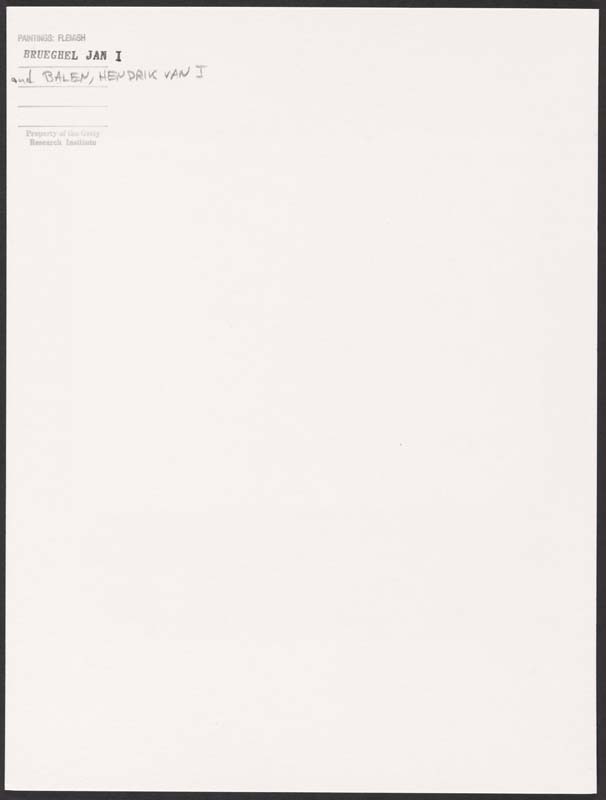 PAINTINGS: FLEMISH
BRUEGHEL JAN I
and BALEN, HENDRIK VAN I
Property of the Getty
Research Institute